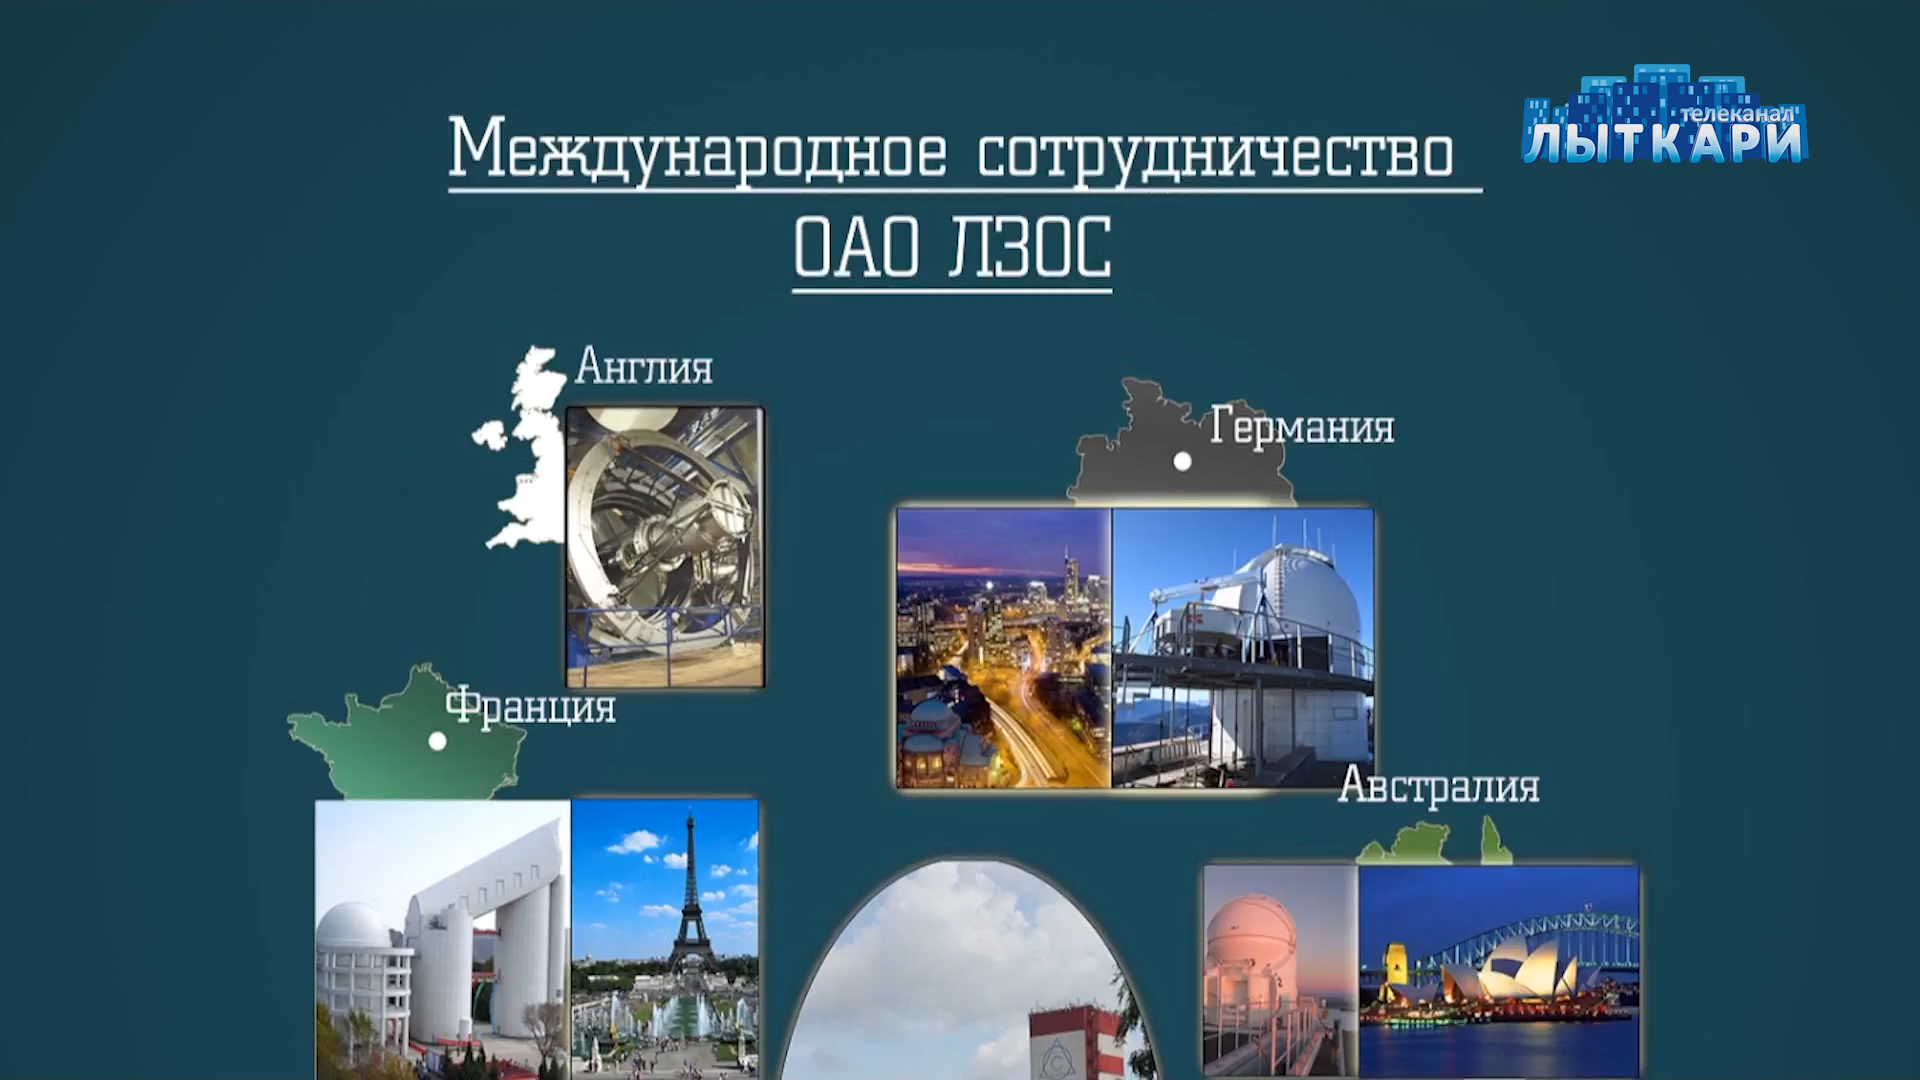 телеканал
ЛЫТКАРИ
Международное сотрудничество
ОАО ЛЗОС
Англия
Германия
Франция
Австралия